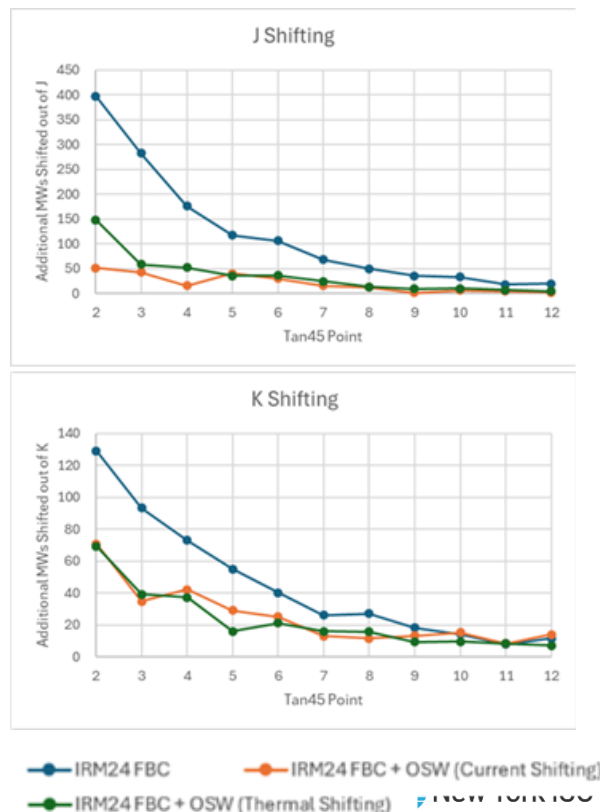 J Shifting
450
400
350
300
250
200
150
100
50
0
Additional MWs Shifted out of J
2 3 4 5 6 7 8 9 10 11 12
Tan45 Point
K Shifting
140
120
100
80
60
40
20
0
Additional MWs Shifted out of K
2 3 4 5 6 7 8 9 10 11 12
Tan45 Point
IRM24 FBC
IRM24 FBC + OSW (Current Shifting)
IRM24 FBC + OSW (Thermal Shifting)
New York ISO